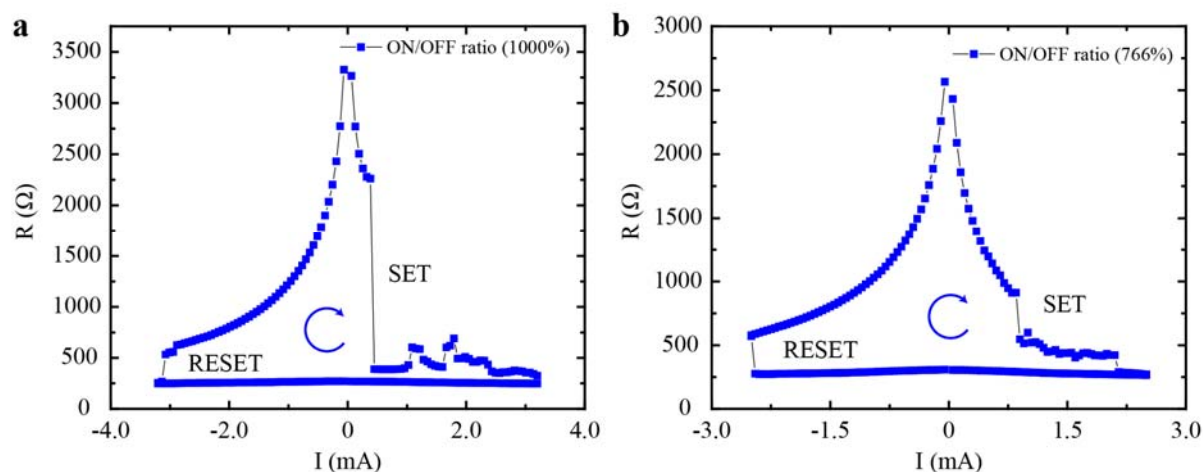 a
ON/OFF ratio (1000%)
3500
3000
2500
2000
1500
1000
500
0
R (Ω)
SET
RESET
-4.0
-2.0
0
2.0
4.0
I (mA)
b
ON/OFF ratio (766%)
3000
2500
2000
1500
1000
500
0
R (Ω)
SET
RESET
-3.0
-1.5
0
1.5
3.0
I (mA)